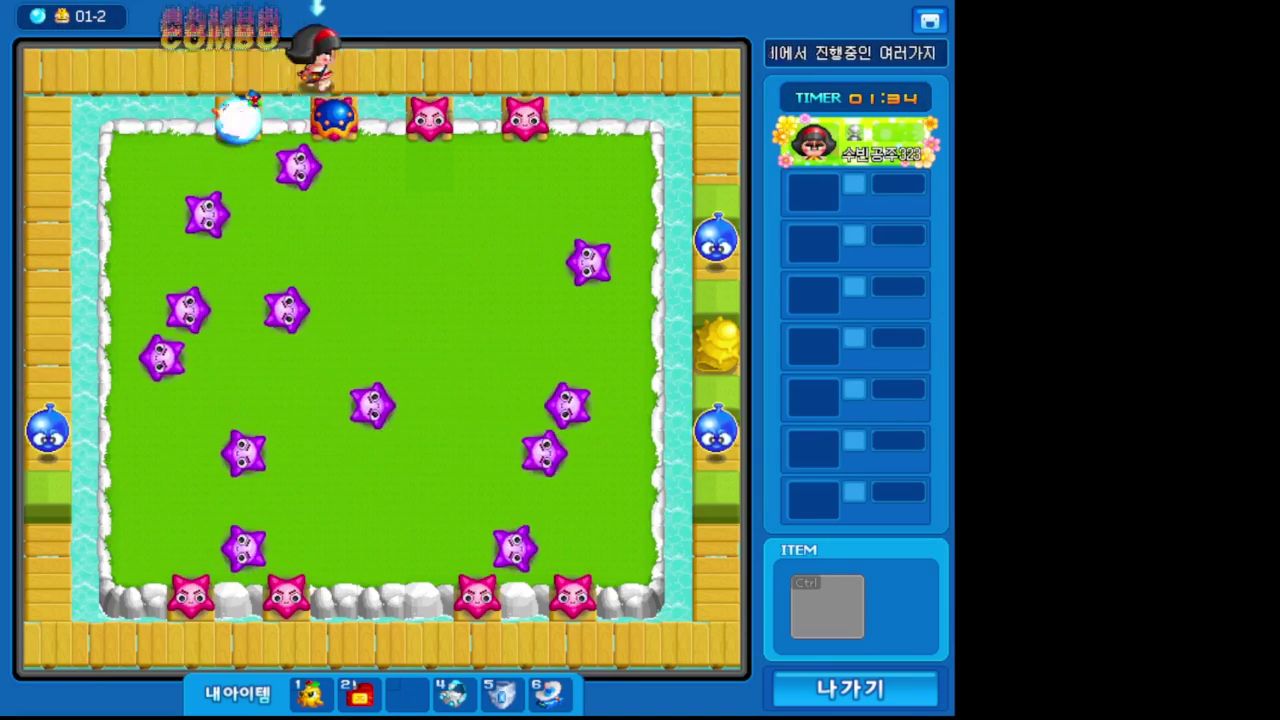 01-2
COMBO
I에서 진행중인 여러가지
TIMER 01:34
수빈공주323
ITEM
Ctrl
내아이템
1
2
4
5
6
나가기